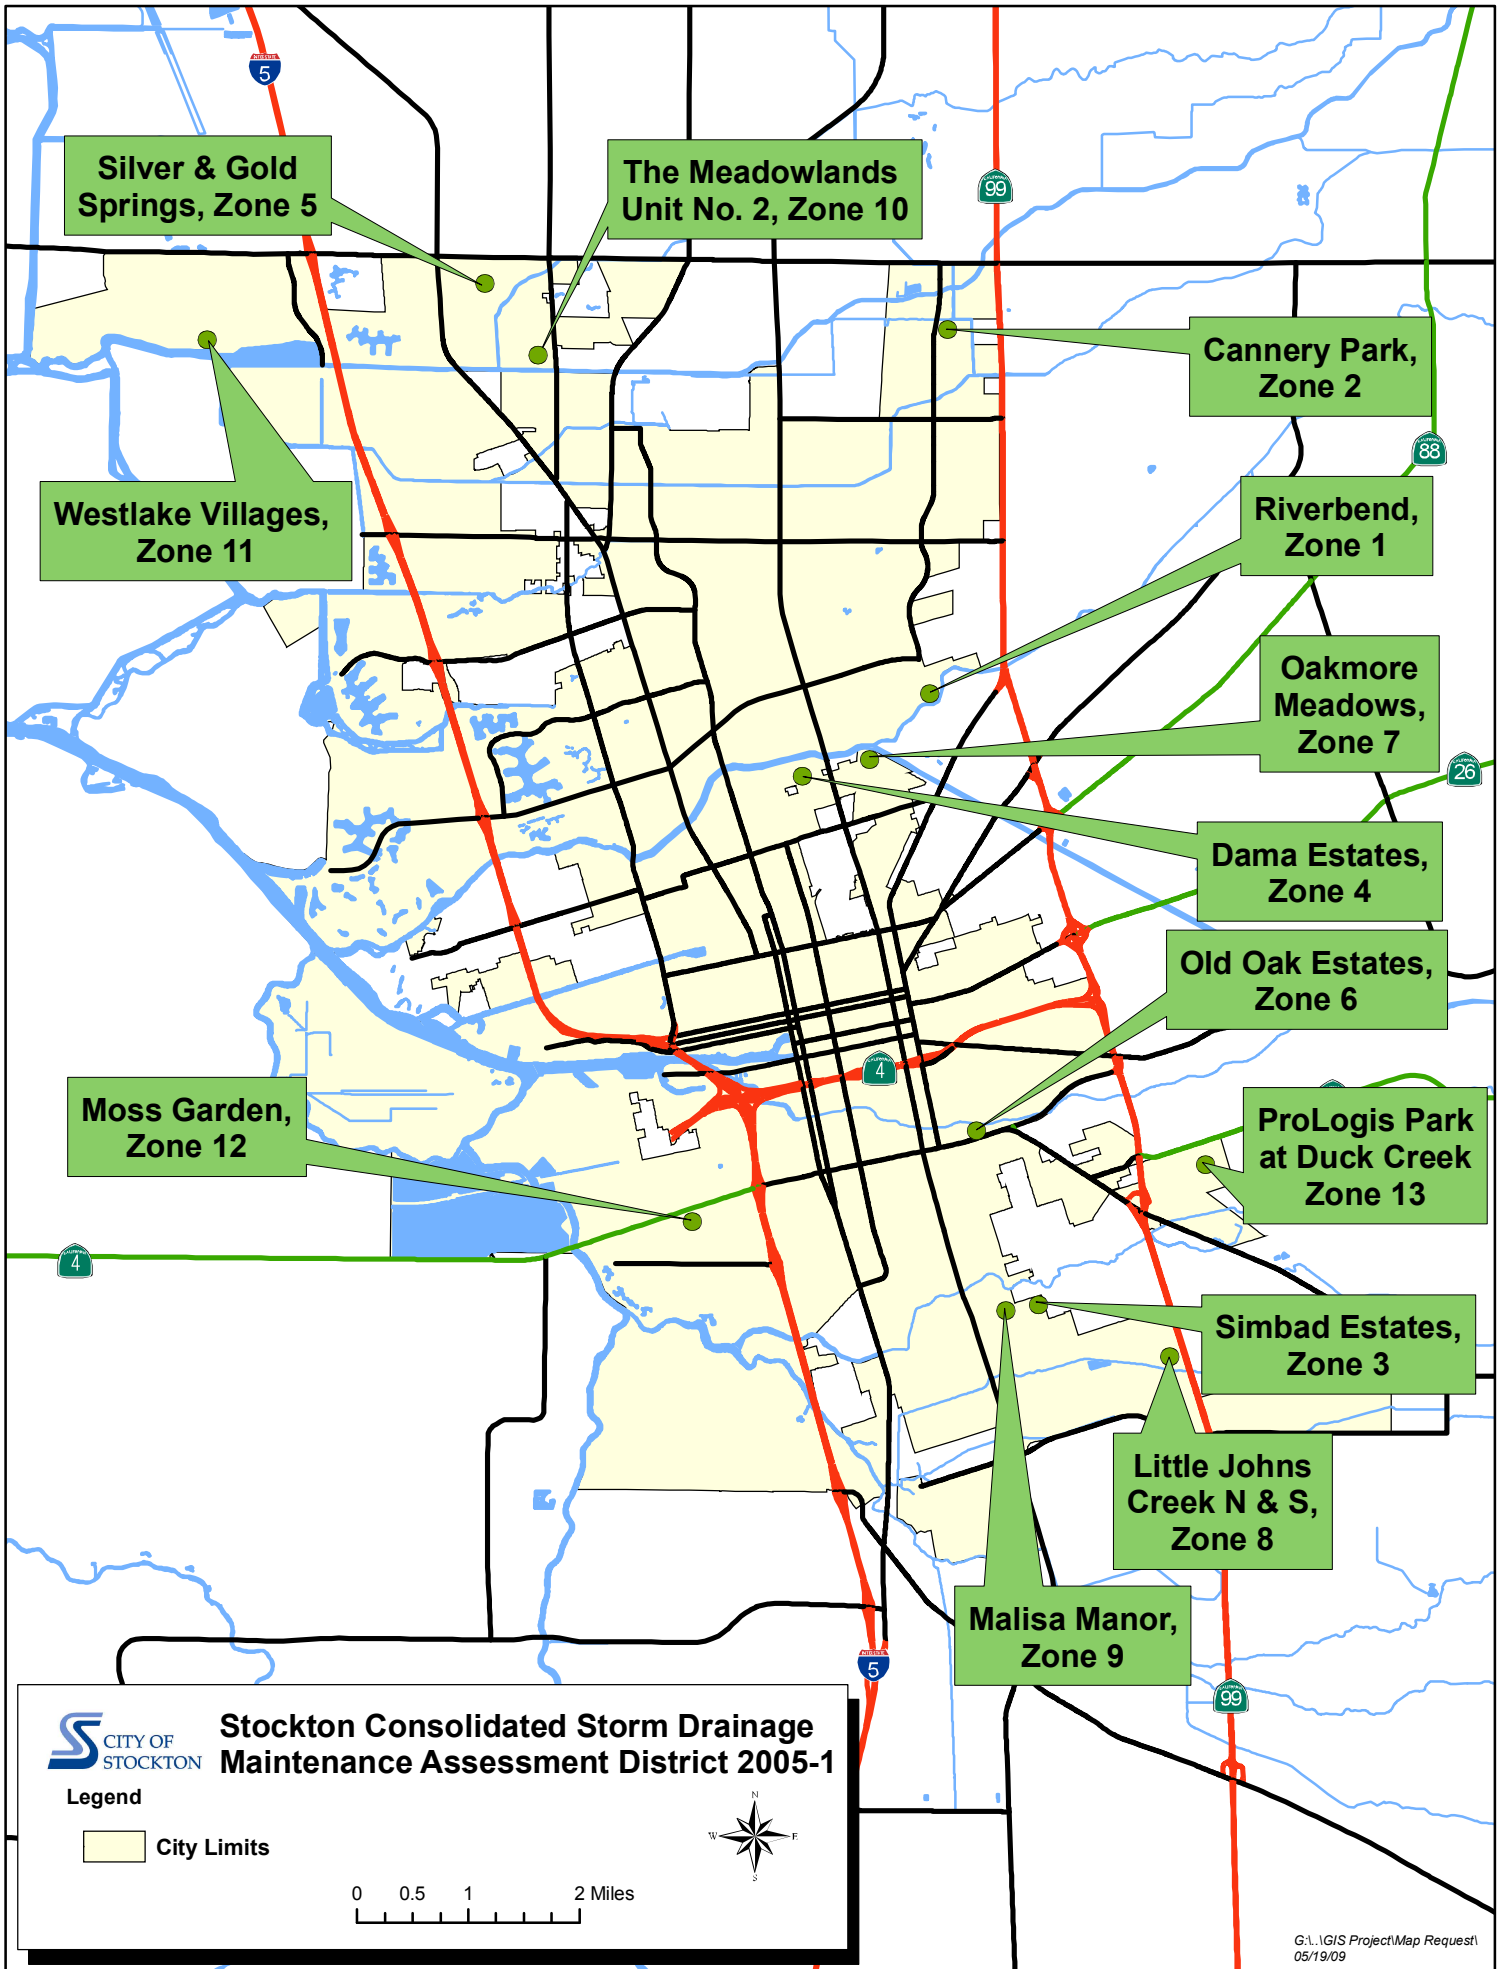 5
Silver & Gold
Springs, Zone 5
The Meadowlands
Unit No. 2, Zone 10
99
Cannery Park,
Zone 2
88
Westlake Villages,
Zone 11
Riverbend,
Zone 1
Oakmore
Meadows,
Zone 7
26
Dama Estates,
Zone 4
Old Oak Estates,
Zone 6
4
Moss Garden,
Zone 12
ProLogis Park
at Duck Creek
Zone 13
4
Simbad Estates,
Zone 3
Little Johns
Creek N & S,
Zone 8
Malisa Manor,
Zone 9
5
99
CITY OF
STOCKTON
Stockton Consolidated Storm Drainage
Maintenance Assessment District 2005-1
Legend
City Limits
N
W
E
S
0 0.5 1 2 Miles
G:\..\GIS Project\Map Request\
05/19/09